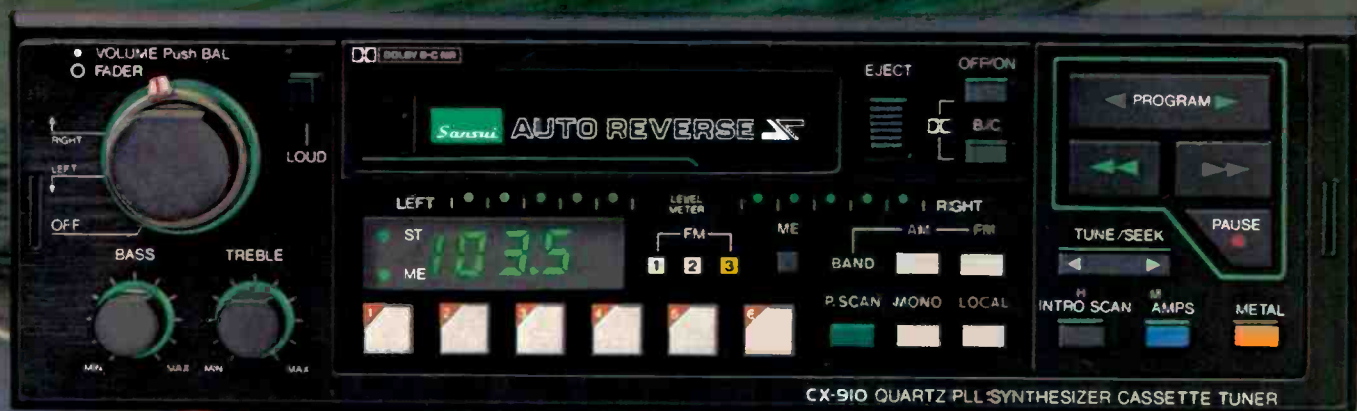 VOLUME Push BAL
FADER
RIGHT
LEFT
OFF
LOUD
BASS
TREBLE
MIN
MAX
MIN
MAX
DOLBY B-C NR
Sansui AUTO REVERSE
EJECT
OFF/ON
B/C
LEFT
LEVEL METER
RIGHT
ST
ME
103.5
FM
1 2 3
ME
BAND
AM
FM
1 2 3 4 5 6
P.SCAN MONO LOCAL
PROGRAM
PAUSE
TUNE/SEEK
H
M
INTRO SCAN
AMPS
METAL
CX-910 QUARTZ PLL SYNTHESIZER CASSETTE TUNER